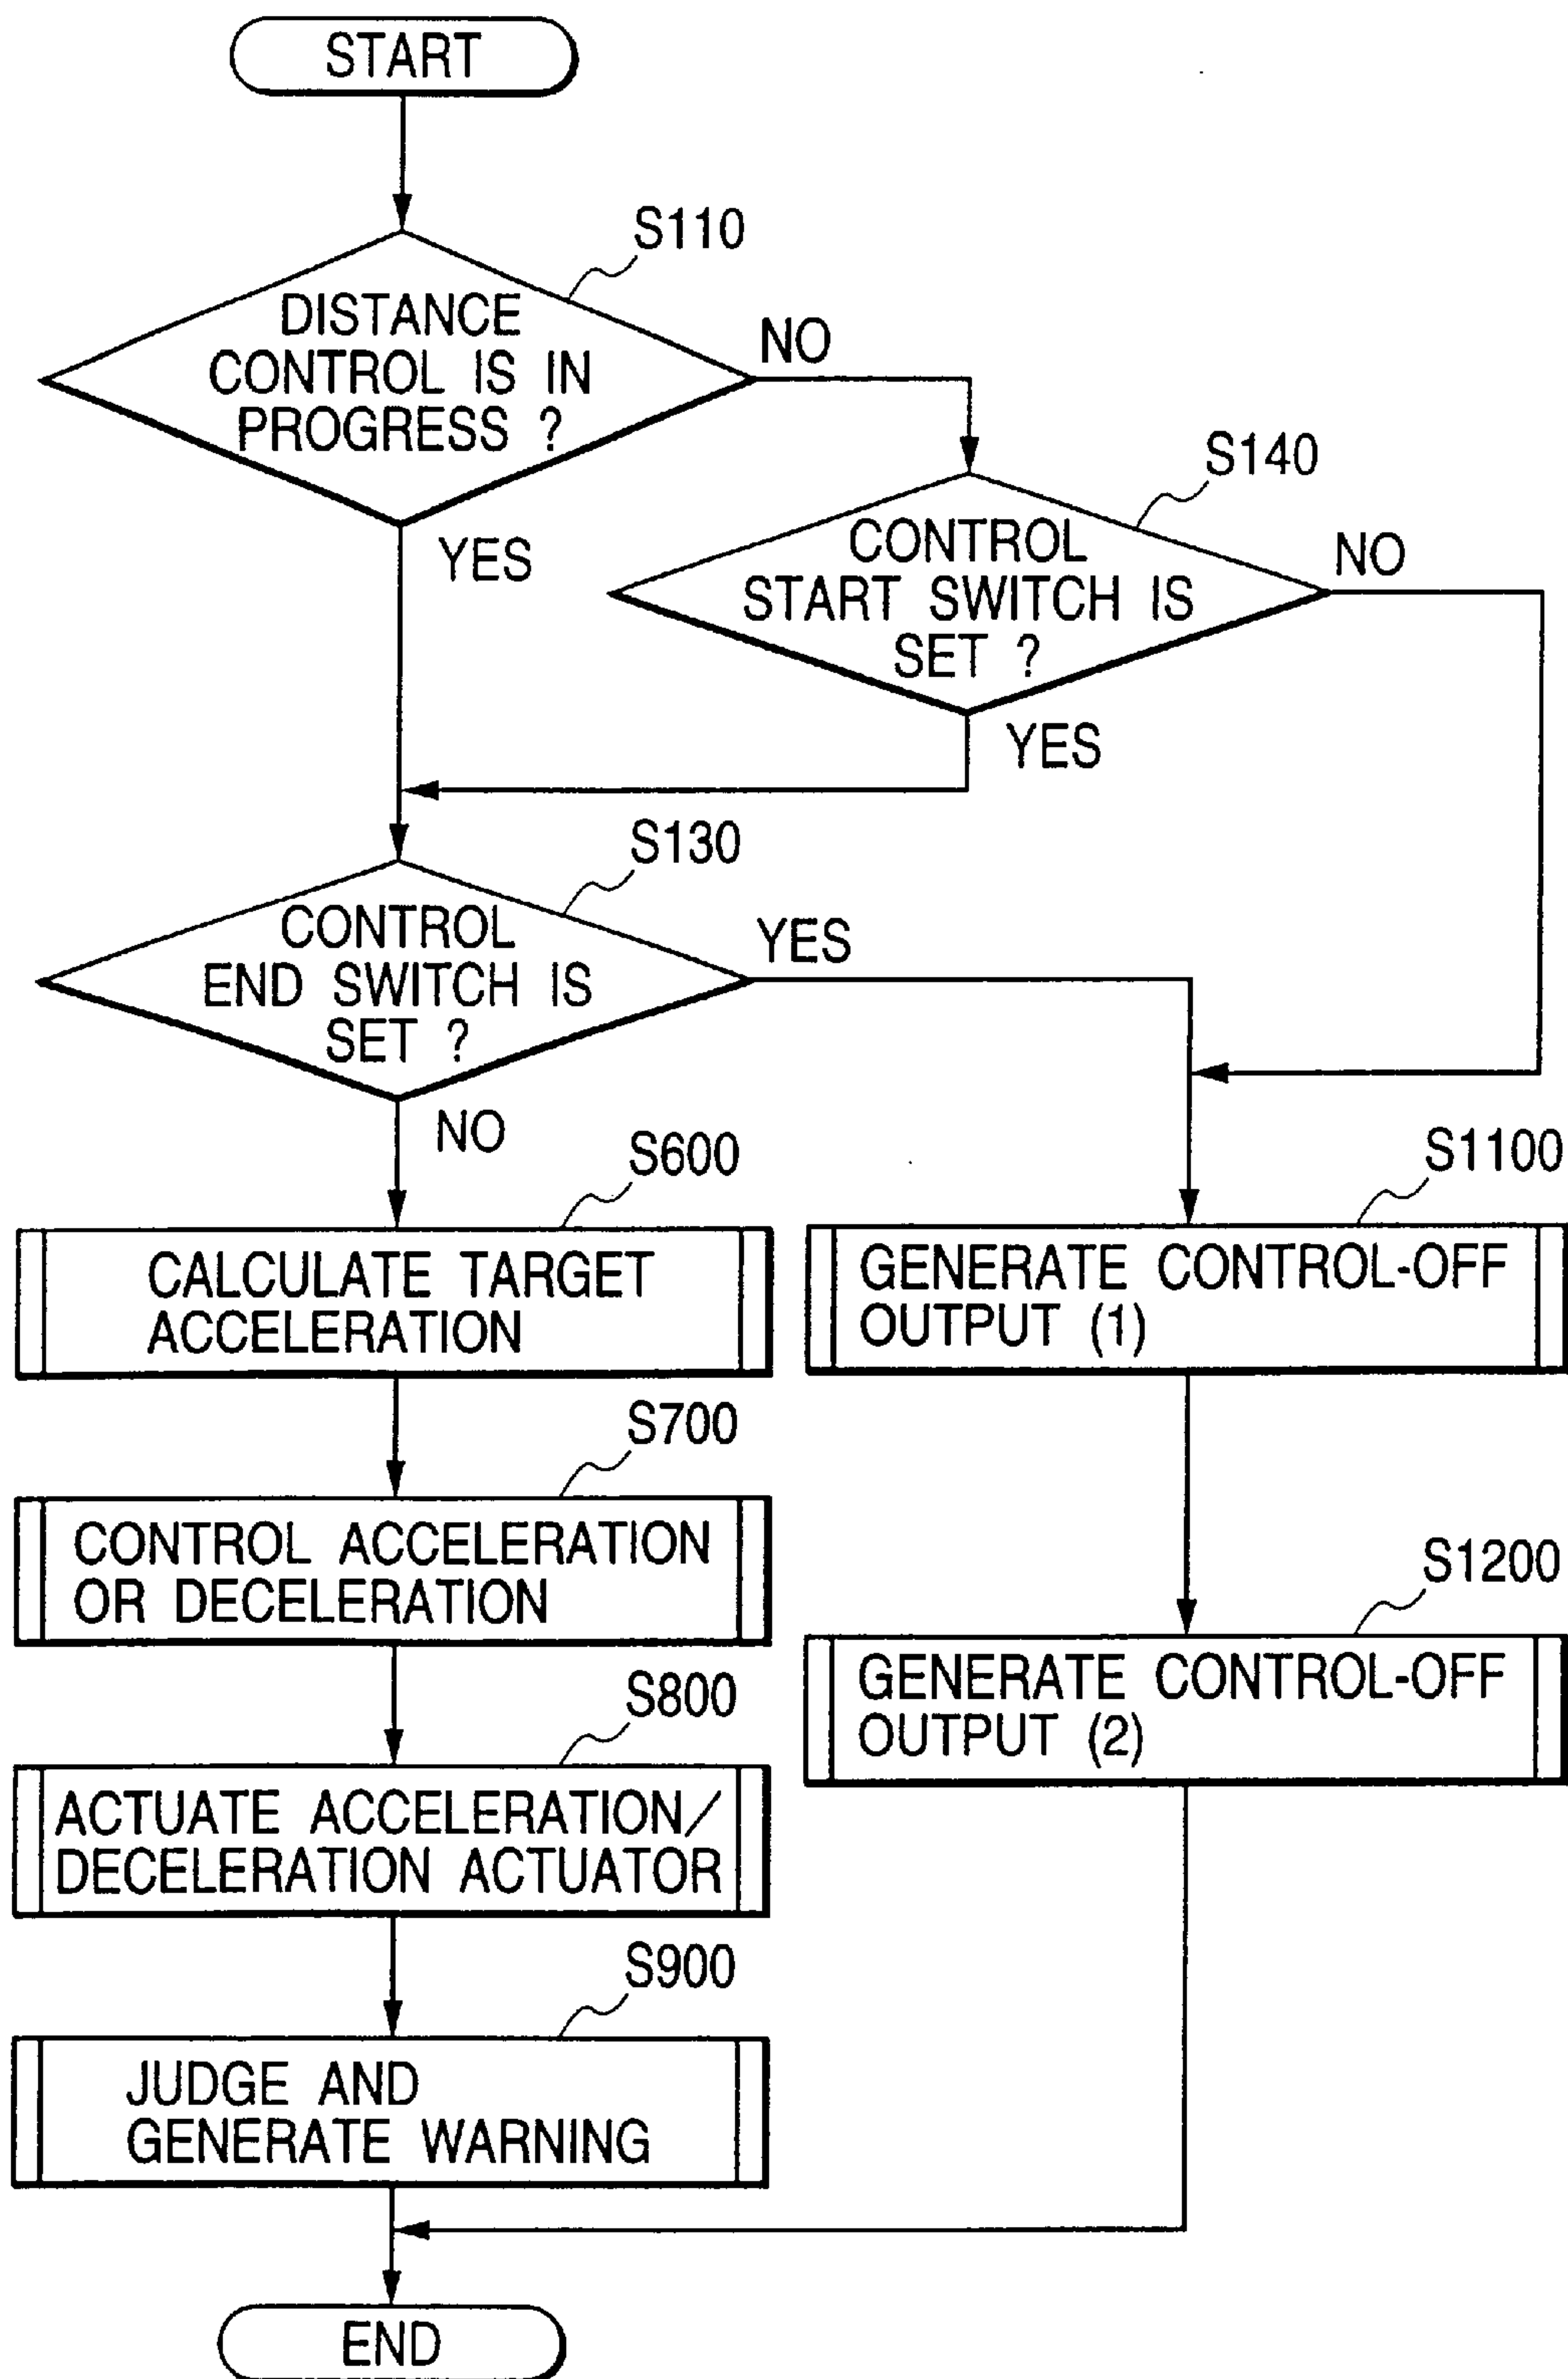 START
S110
DISTANCE
CONTROL IS IN
PROGRESS ?
NO
YES
S140
CONTROL
START SWITCH IS
SET ?
NO
YES
S130
CONTROL
END SWITCH IS
SET ?
YES
NO
S600
CALCULATE TARGET
ACCELERATION
S1100
GENERATE CONTROL-OFF
OUTPUT (1)
S700
CONTROL ACCELERATION
OR DECELERATION
S1200
GENERATE CONTROL-OFF
OUTPUT (2)
S800
ACTUATE ACCELERATION/
DECELERATION ACTUATOR
S900
JUDGE AND
GENERATE WARNING
END